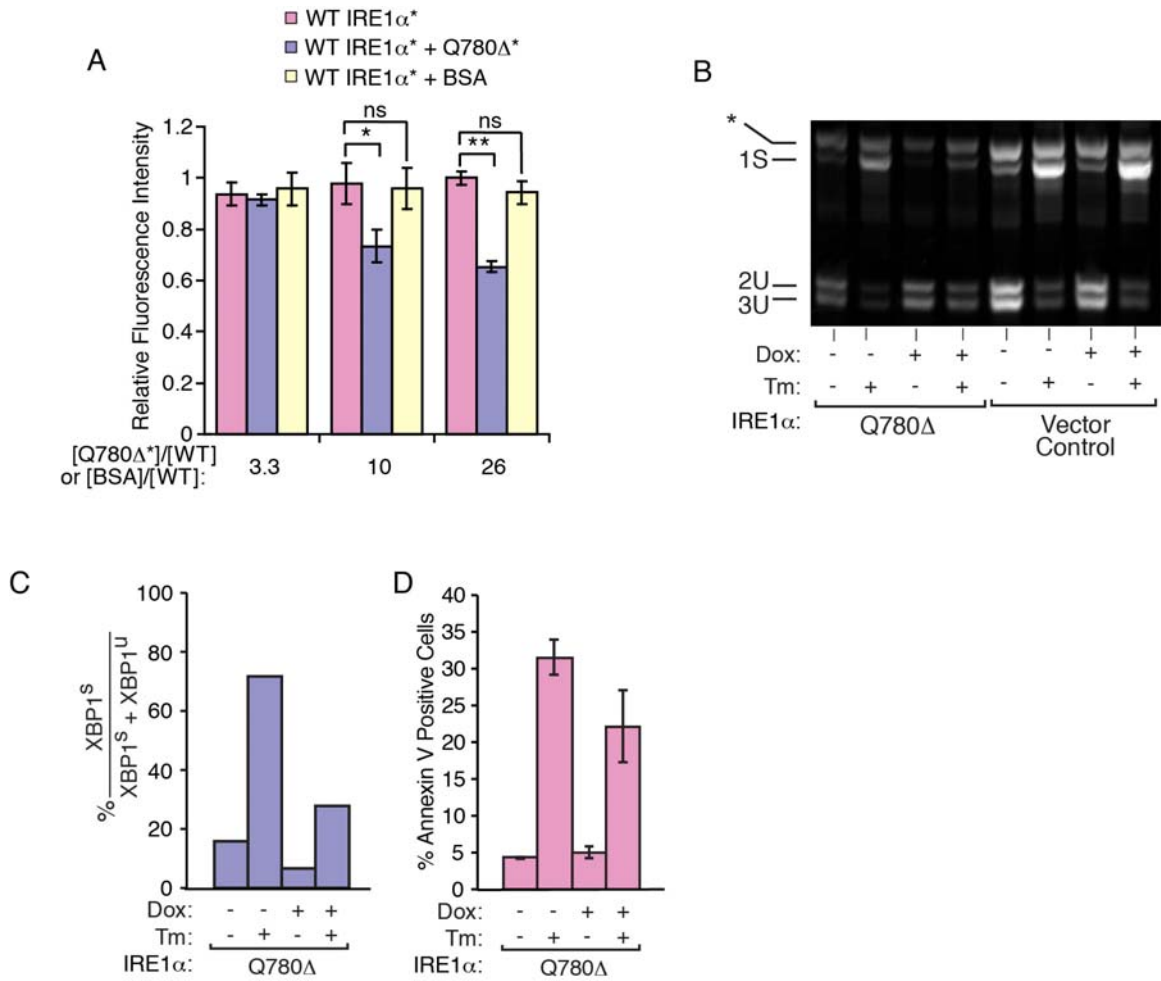 A
WT IRE1α*
WT IRE1α* + Q780Δ*
WT IRE1α* + BSA
Relative Fluorescence Intensity
1.2
1
0.8
0.6
0.4
0.2
0
ns
*
ns
**
[Q780Δ*]/[WT]
or [BSA]/[WT]:
3.3 10 26
B
*
1S
2U
3U
Dox: - - + + - - + +
Tm: - + - + - + - +
IRE1α: Q780Δ Vector
Control
C
% XBP1ˢ
XBP1ˢ + XBP1ᵘ
100
80
60
40
20
0
Dox: - - + +
Tm: - + - +
IRE1α: Q780Δ
D
% Annexin V Positive Cells
40
35
30
25
20
15
10
5
0
Dox: - - + +
Tm: - + - +
IRE1α: Q780Δ